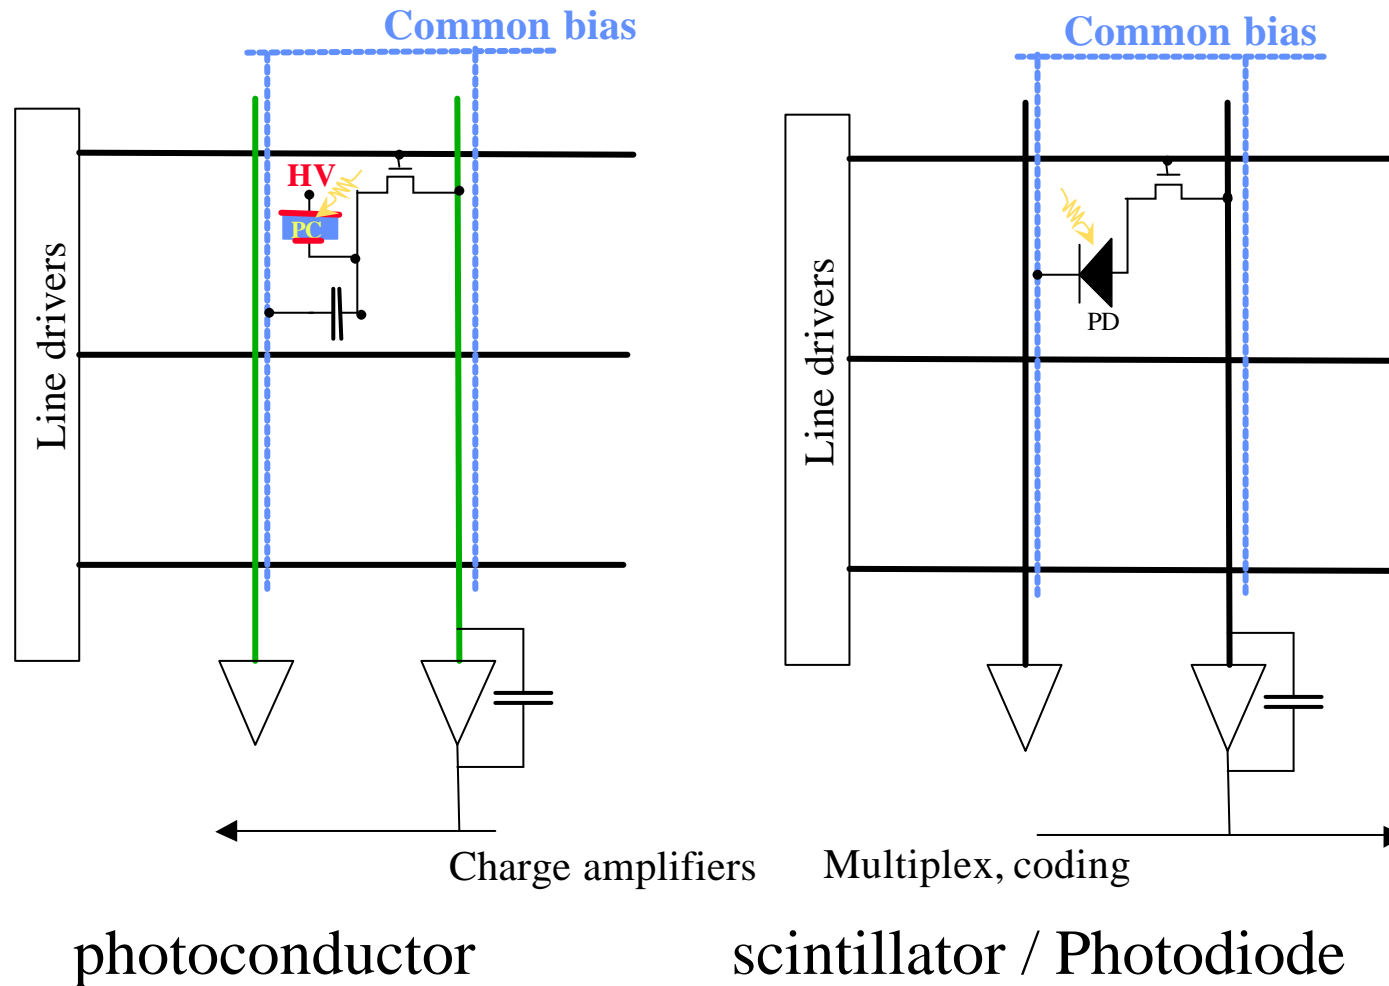 Common bias
Common bias
HV
PC
PD
Line drivers
Line drivers
Charge amplifiers
Multiplex, coding
photoconductor
scintillator / Photodiode